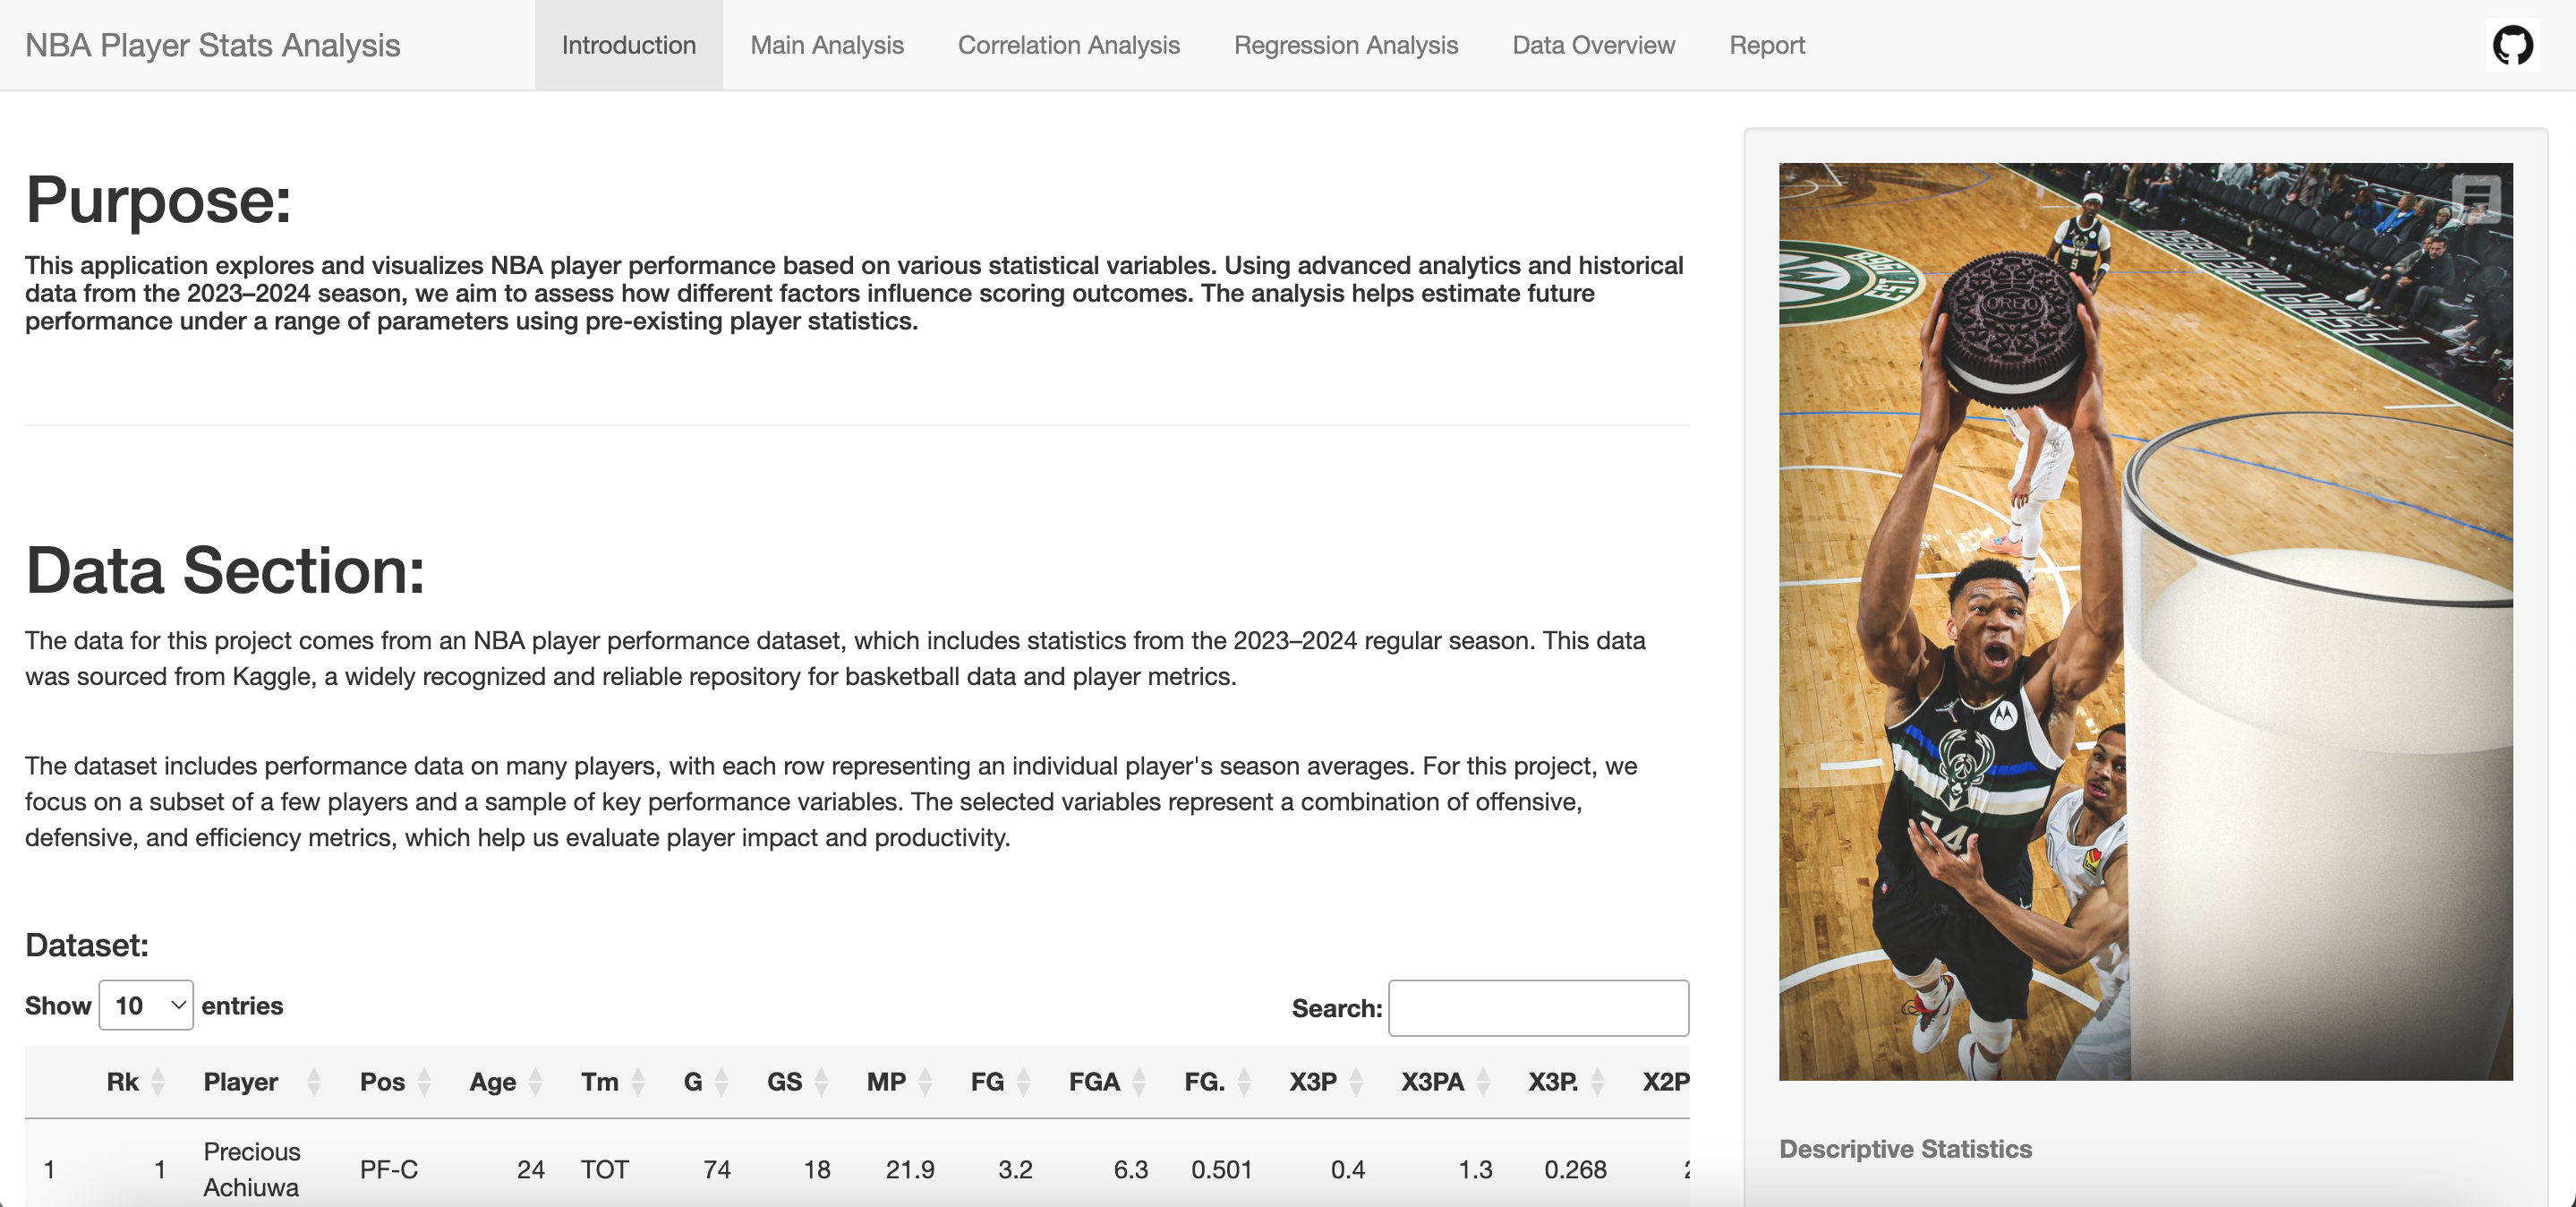 NBA Player Stats Analysis
Introduction
Main Analysis
Correlation Analysis
Regression Analysis
Data Overview
Report
Purpose:
This application explores and visualizes NBA player performance based on various statistical variables. Using advanced analytics and historical
data from the 2023–2024 season, we aim to assess how different factors influence scoring outcomes. The analysis helps estimate future
performance under a range of parameters using pre-existing player statistics.
Data Section:
The data for this project comes from an NBA player performance dataset, which includes statistics from the 2023–2024 regular season. This data
was sourced from Kaggle, a widely recognized and reliable repository for basketball data and player metrics.
The dataset includes performance data on many players, with each row representing an individual player's season averages. For this project, we
focus on a subset of a few players and a sample of key performance variables. The selected variables represent a combination of offensive,
defensive, and efficiency metrics, which help us evaluate player impact and productivity.
Dataset:
Show 10 entries
Search:
Rk Player Pos Age Tm G GS MP FG FGA FG. X3P X3PA X3P. X2P
1 1 Precious Achiuwa PF-C 24 TOT 74 18 21.9 3.2 6.3 0.501 0.4 1.3 0.268
EST. 1968
FEAR THE DEER
9
OREO
34
Descriptive Statistics